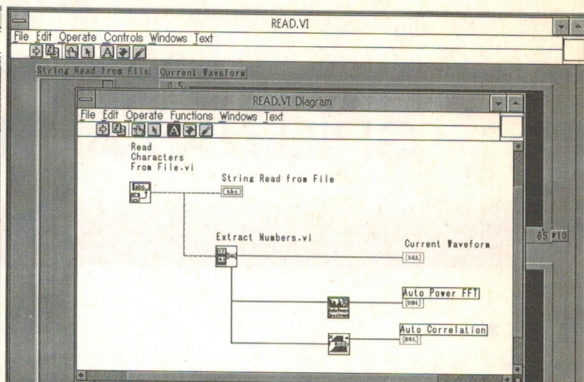 READ.VI
File Edit Operate Controls Windows Text
String Read from File Current Waveform
0.5
READ.VI Diagram
File Edit Operate Functions Windows Text
Read
Characters
From File.vi
String Read from File
abc
Extract Numbers.vi
Current Waveform
Auto Power FFT
Auto Correlation